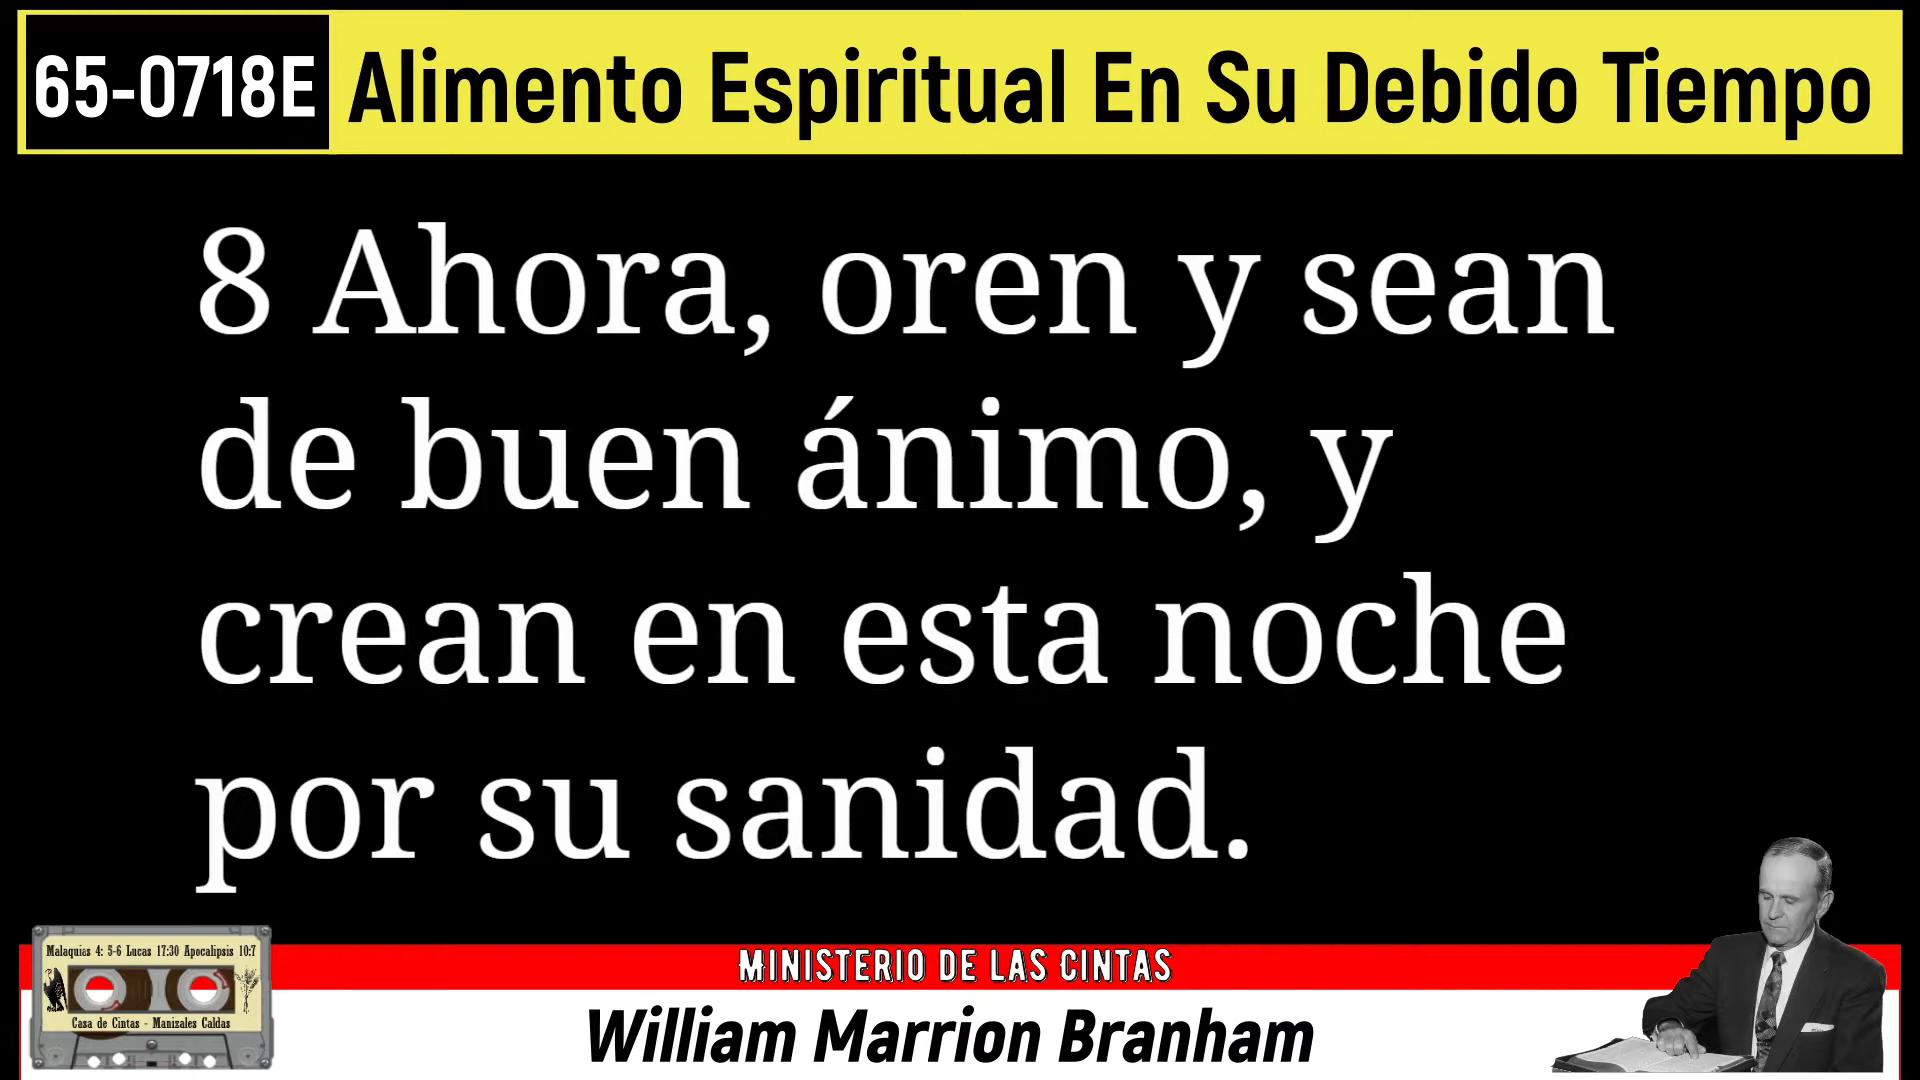 65-0718E Alimento Espiritual En Su Debido Tiempo
8 Ahora, oren y sean
de buen ánimo, y
crean en esta noche
por su sanidad.
Malaquias 4: 5-6 Lucas 17:30 Apocalipsis 10:7
Casa de Cintas - Manizales Caldas
MINISTERIO DE LAS CINTAS
William Marrion Branham